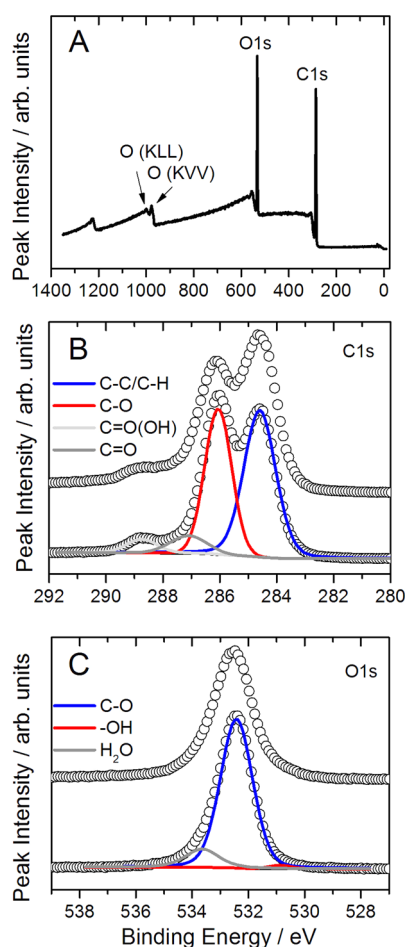 A
O1s
C1s
O (KLL)
O (KVV)
Peak Intensity / arb. units
1400 1200 1000 800 600 400 200 0
B
C1s
C-C/C-H
C-O
C=O(OH)
C=O
Peak Intensity / arb. units
292 290 288 286 284 282 280
C
O1s
C-O
-OH
H₂O
Peak Intensity / arb. units
538 536 534 532 530 528
Binding Energy / eV